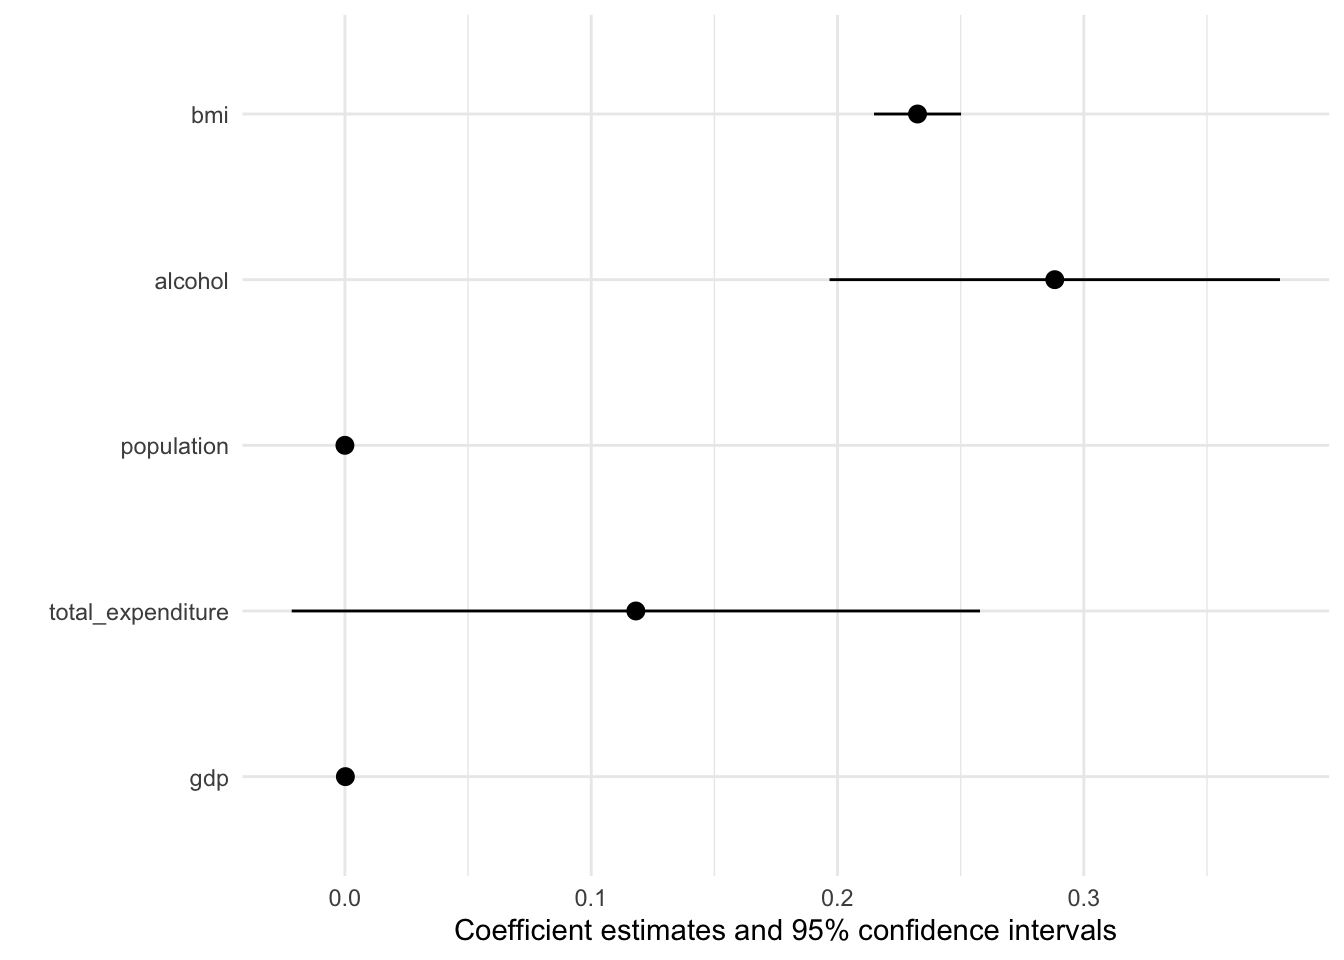 bmi
alcohol
population
total_expenditure
gdp
0.0 0.1 0.2 0.3
Coefficient estimates and 95% confidence intervals